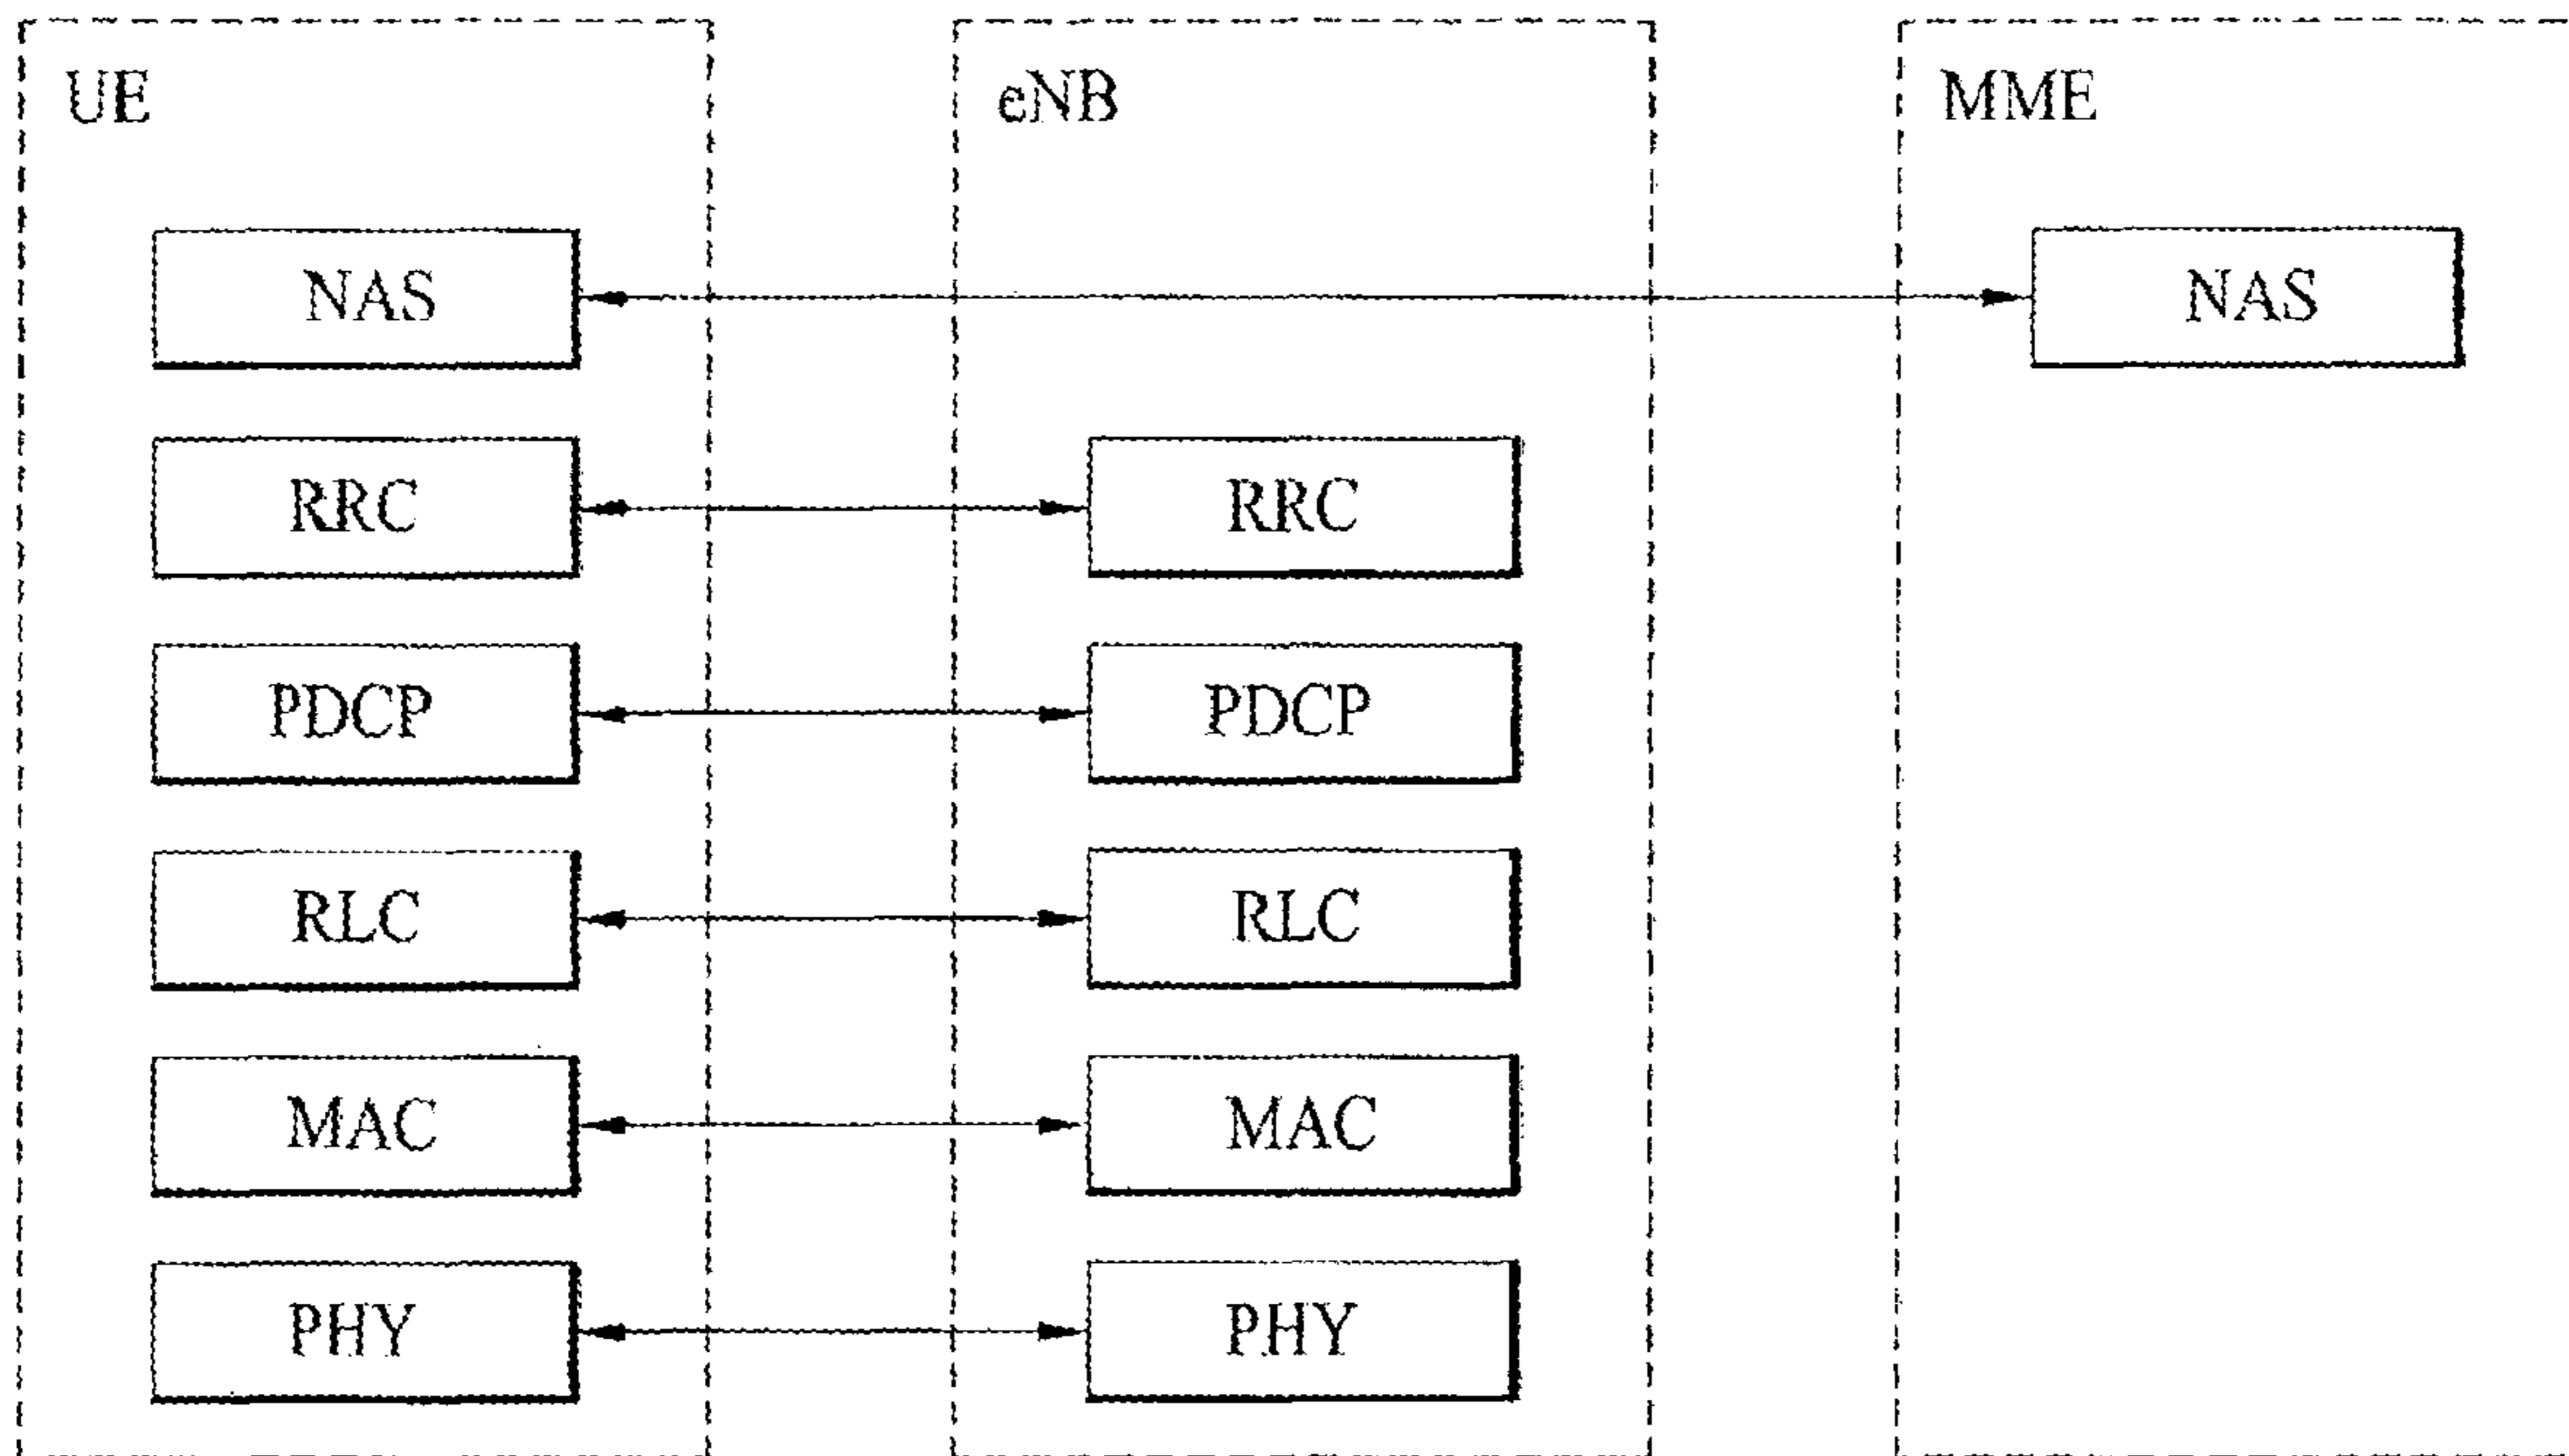 UE
eNB
MME
NAS
NAS
RRC
RRC
PDCP
PDCP
RLC
RLC
MAC
MAC
PHY
PHY